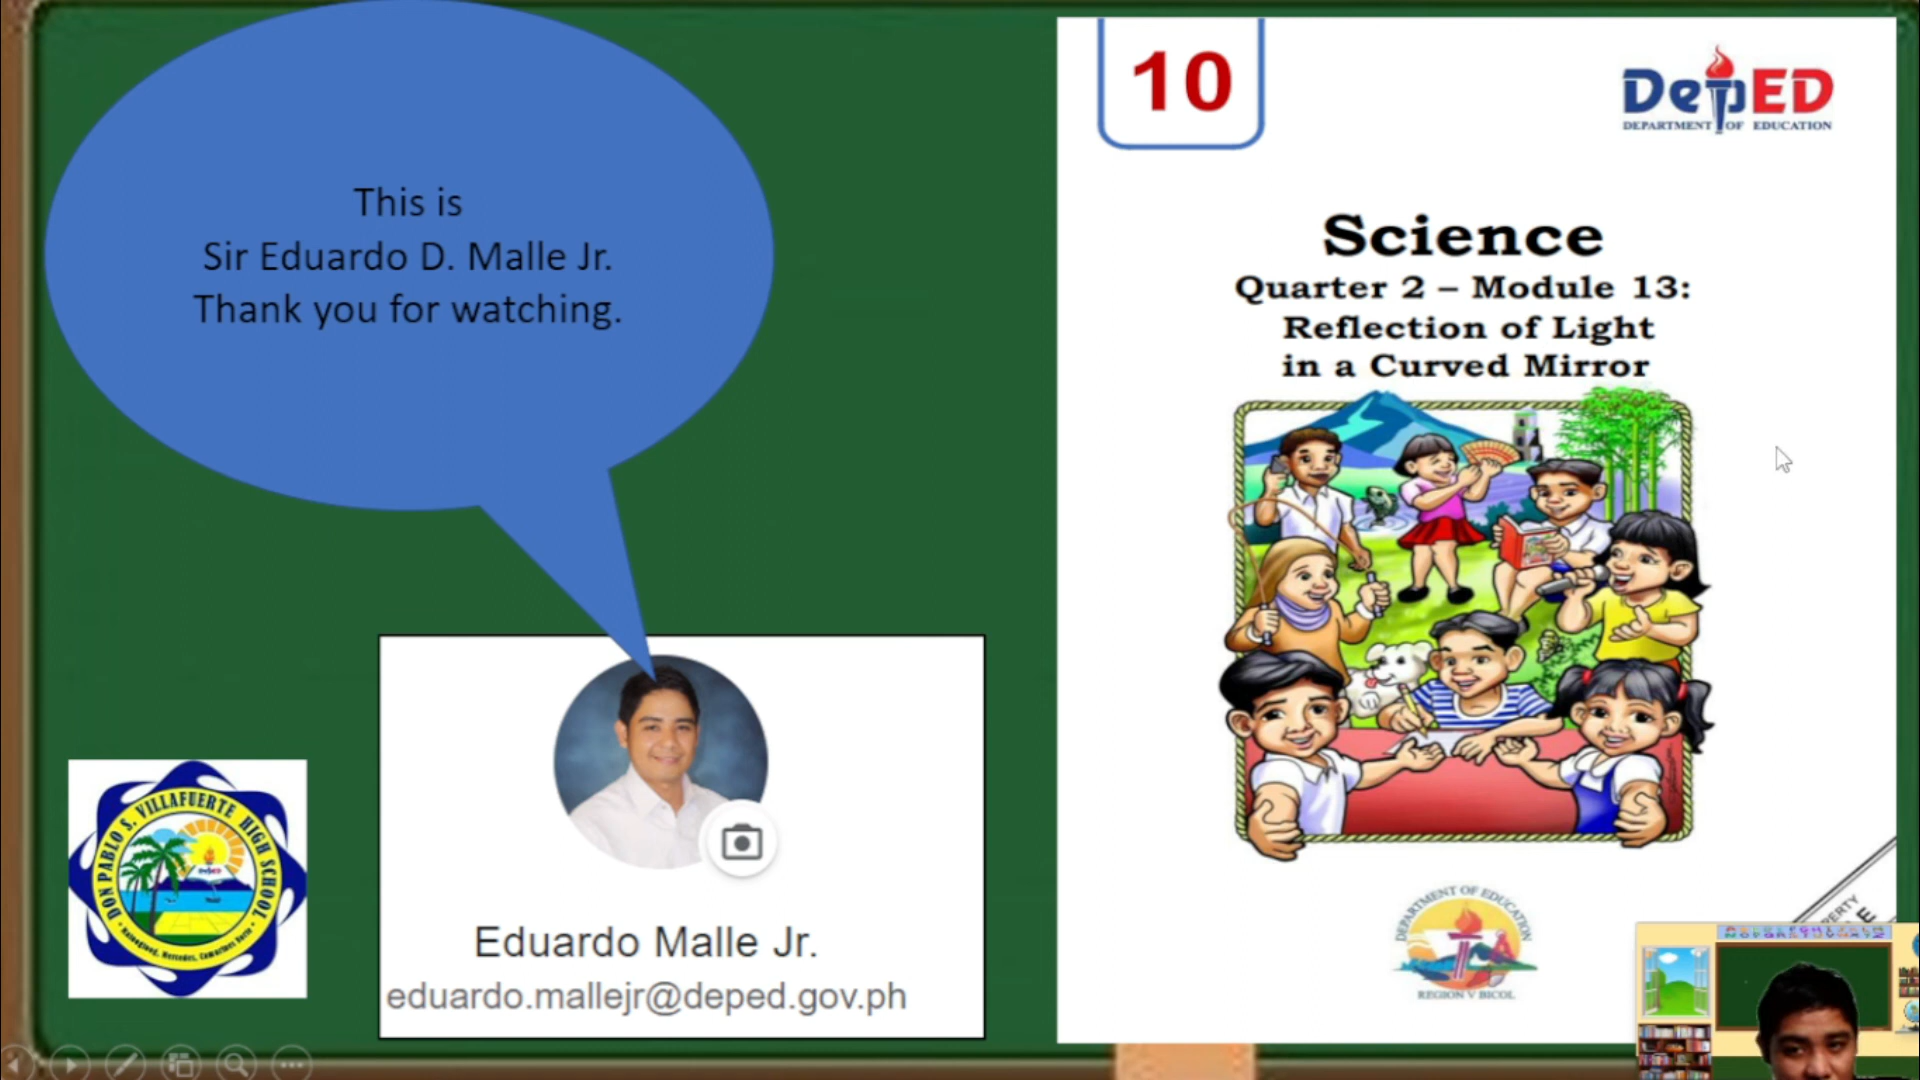 This is
Sir Eduardo D. Malle Jr.
Thank you for watching.
10
DepED
DEPARTMENT OF EDUCATION
Science
Quarter 2 – Module 13:
Reflection of Light
in a Curved Mirror
DON PABLO S. VILLAFUERTE HIGH SCHOOL
DepED
Eduardo Malle Jr.
eduardo.mallejr@deped.gov.ph
DEPARTMENT OF EDUCATION
REGION V BICOL